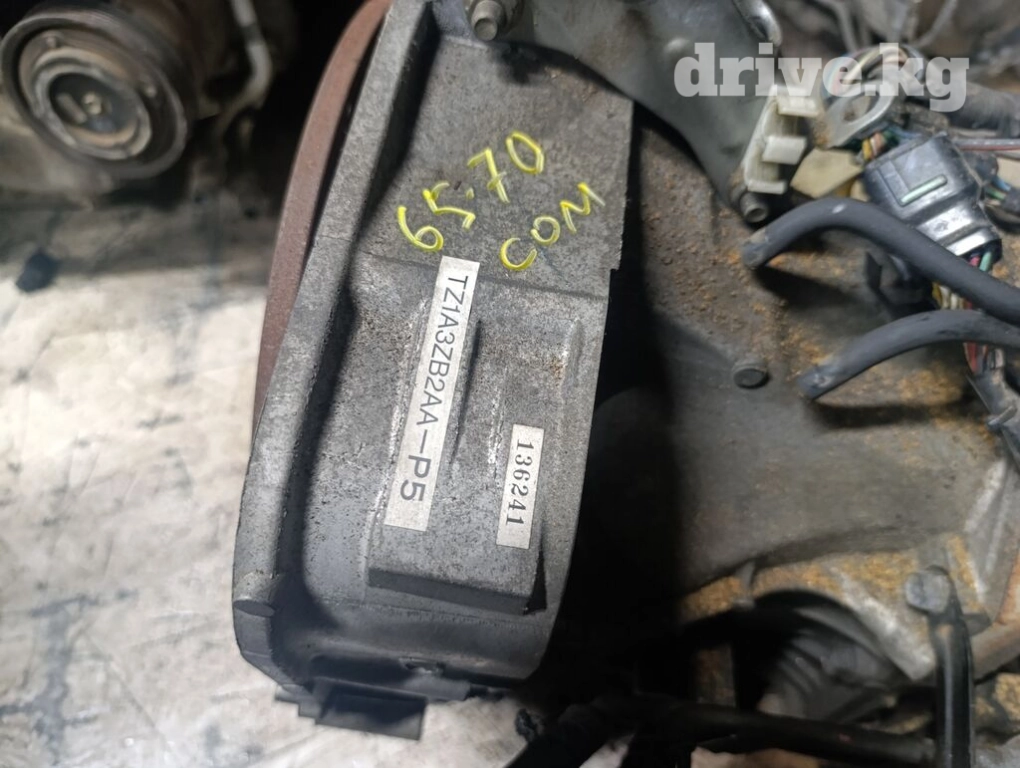 drive.kg
65.70
COM
TZ1A3ZB2AA-P5
136241